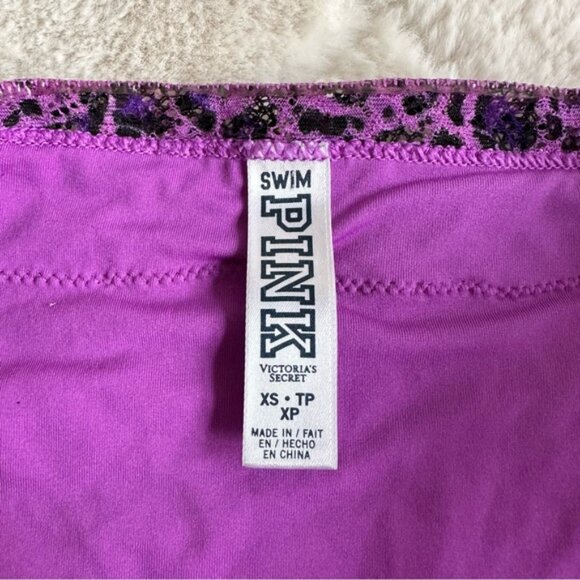 SWIM
PINK
VICTORIA'S
SECRET
XS • TP
XP
MADE IN / FAIT
EN / HECHO
EN CHINA